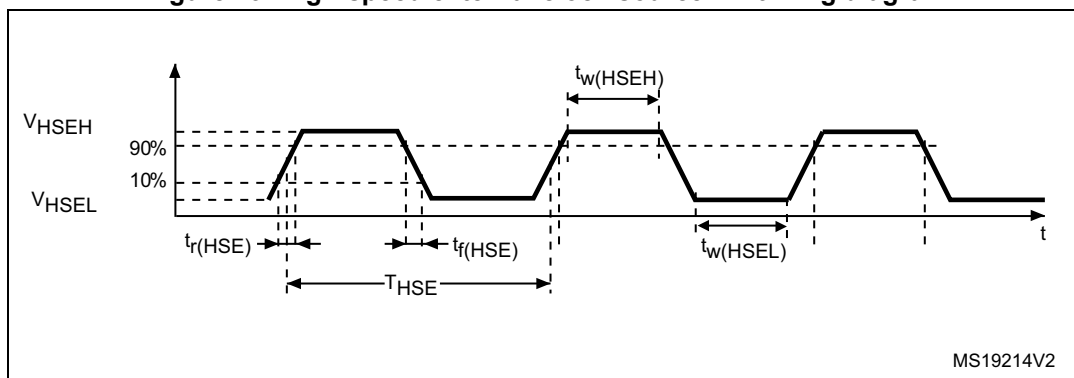 tw(HSEH)
VHSEH
90%
10%
VHSEL
tr(HSE)
tf(HSE)
tw(HSEL)
t
THSE
MS19214V2